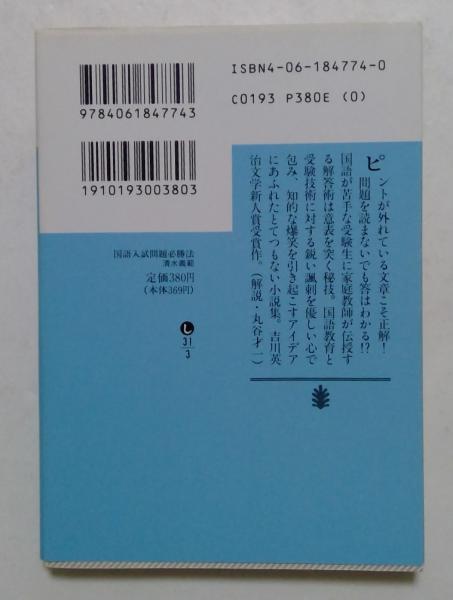 ISBN4-06-184774-0
C0193 P380E (0)
9784061847743
1910193003803
国語入試問題必勝法
清水義範
定価380円
(本体369円)
し
31
3
ピントが外れている文章こそ正解!
問題を読まないでも答はわかる!?
国語が苦手な受験生に家庭教師が伝授す
る解答術は意表を突く秘技。国語教育と
受験技術に対する鋭い諷刺を優しい心で
包み、知的な爆笑を引き起こすアイデア
にあふれたとてつもない小説集。吉川英
治文学新人賞受賞作。(解説・丸谷才一)